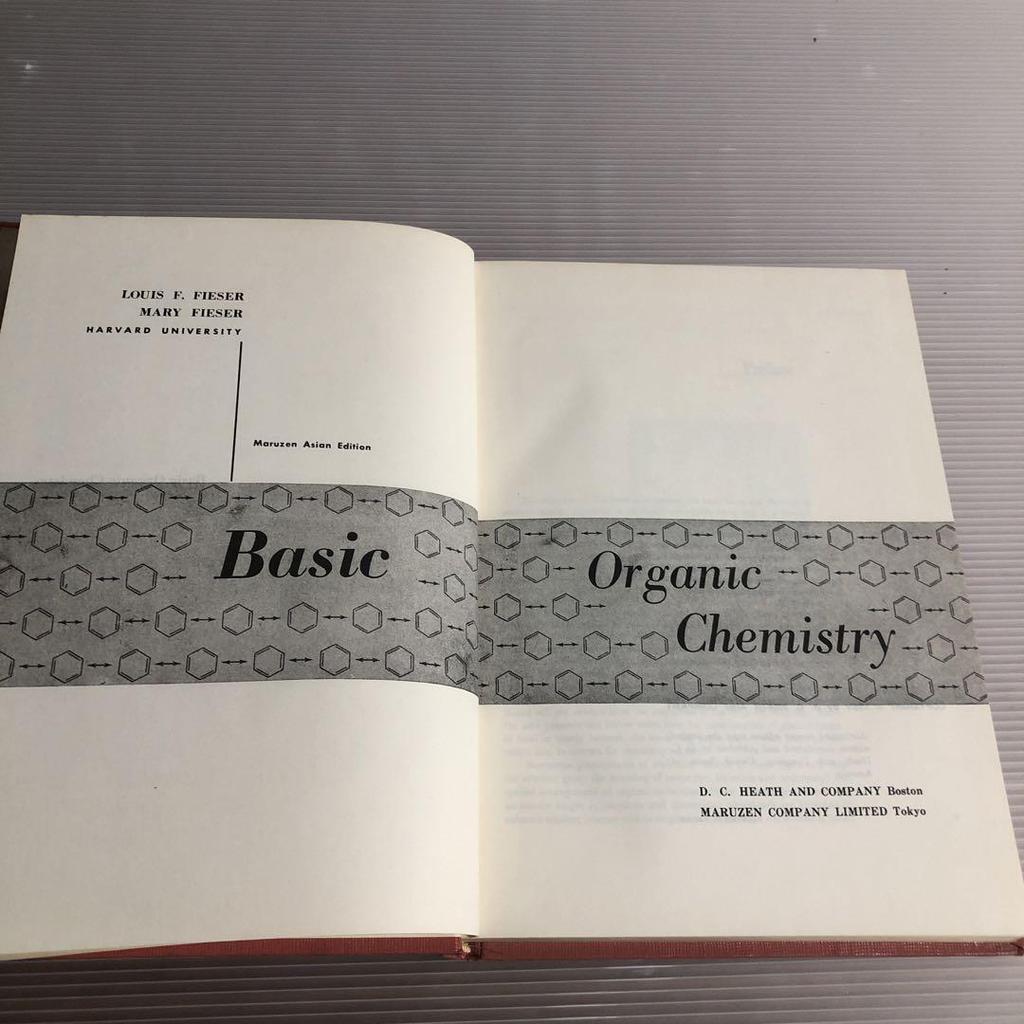 LOUIS F. FIESER
MARY FIESER
HARVARD UNIVERSITY
Maruzen Asian Edition
Basic
Organic
Chemistry
D. C. HEATH AND COMPANY Boston
MARUZEN COMPANY LIMITED Tokyo